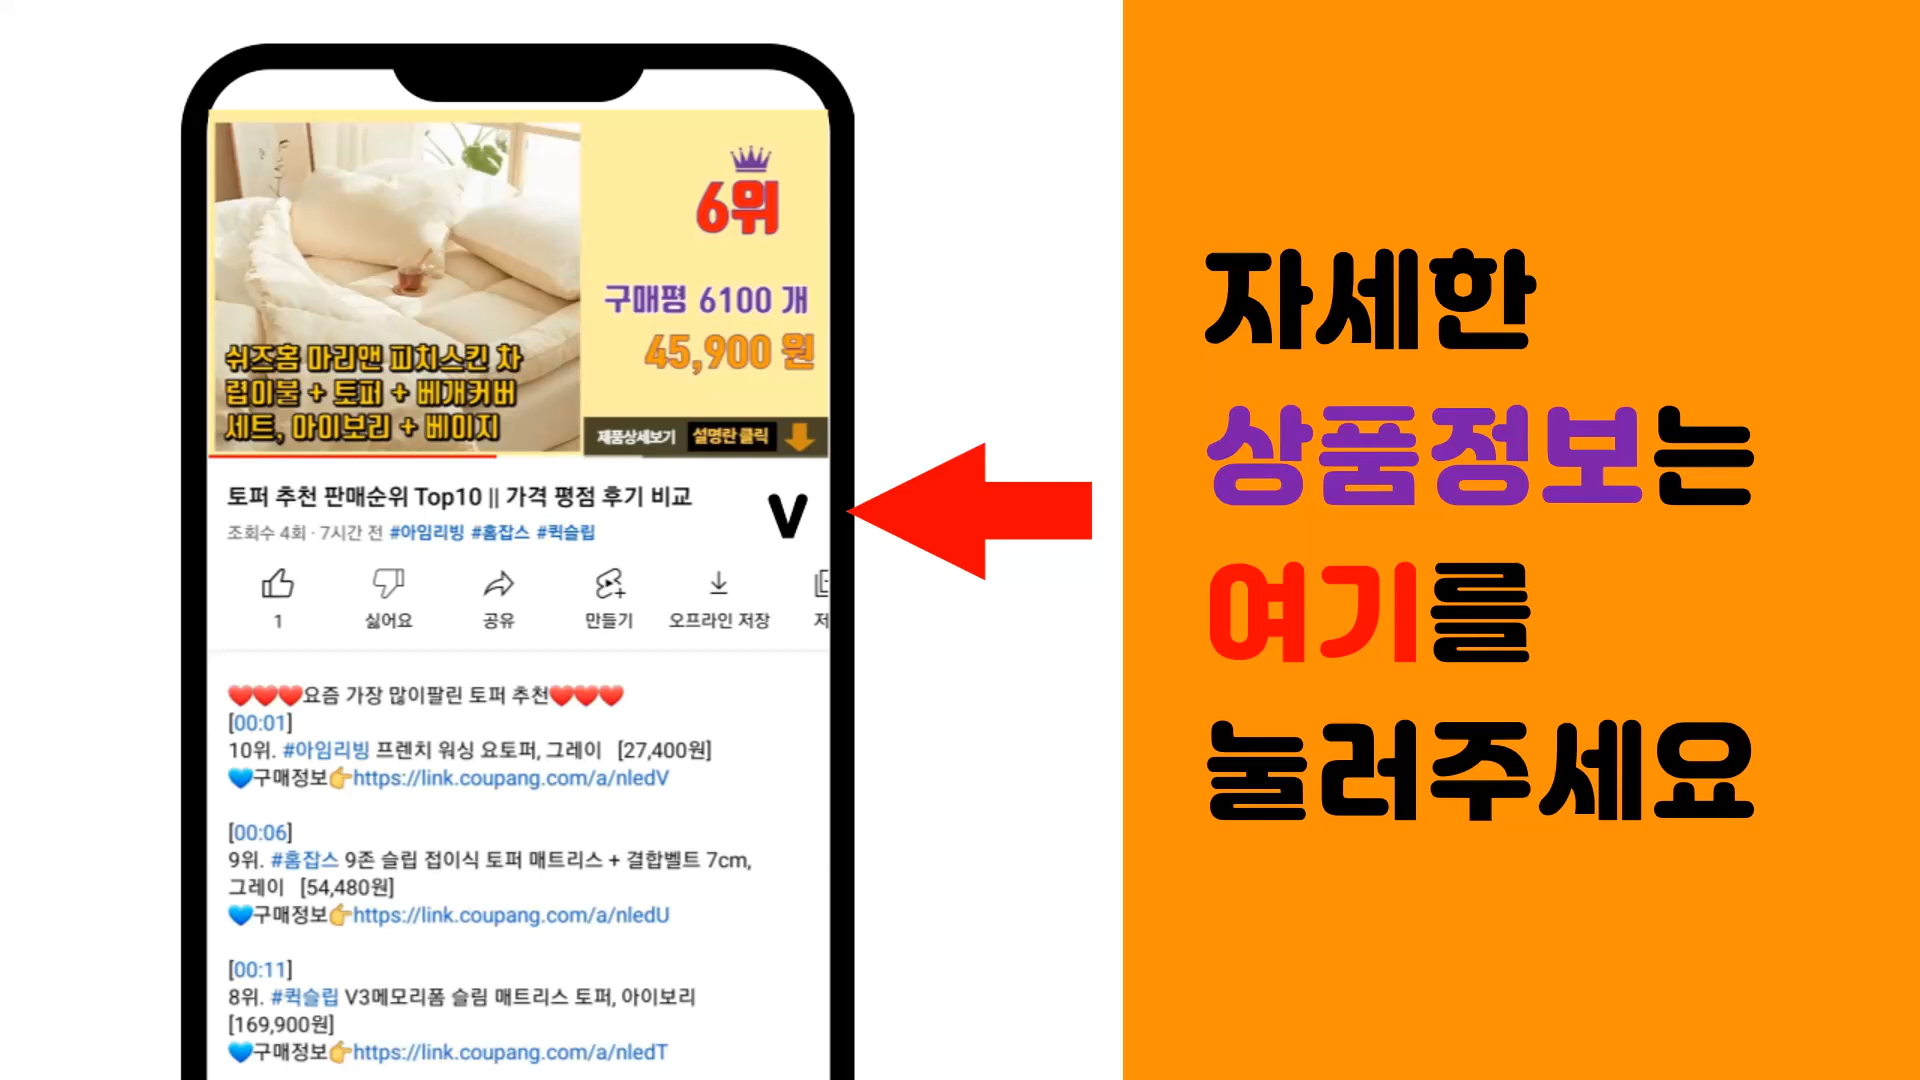 6위
구매평 6100 개
45,900 원
쉬즈홈 마리앤 피치스킨 차
렵이불 + 토퍼 + 베개커버
세트, 아이보리 + 베이지
제품상세보기 설명란 클릭
토퍼 추천 판매순위 Top10 || 가격 평점 후기 비교
V
조회수 4회 · 7시간 전 #아임리빙 #홈잡스 #퀵슬립
1 싫어요 공유 만들기 오프라인 저장 저
❤️❤️❤️요즘 가장 많이팔린 토퍼 추천❤️❤️❤️
[00:01]
10위. #아임리빙 프렌치 워싱 요토퍼, 그레이 [27,400원]
💙구매정보👉https://link.coupang.com/a/nledV
[00:06]
9위. #홈잡스 9존 슬립 접이식 토퍼 매트리스 + 결합벨트 7cm,
그레이 [54,480원]
💙구매정보👉https://link.coupang.com/a/nledU
[00:11]
8위. #퀵슬립 V3메모리폼 슬림 매트리스 토퍼, 아이보리
[169,900원]
💙구매정보👉https://link.coupang.com/a/nledT
자세한
상품정보는
여기를
눌러주세요